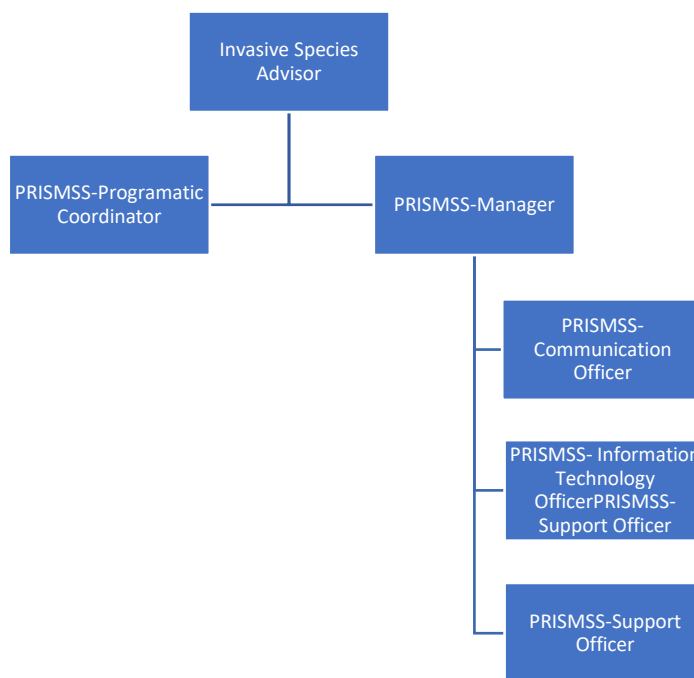 Invasive Species
Advisor
PRISMSS-Programatic
Coordinator
PRISMSS-Manager
PRISMSS-
Communication
Officer
PRISMSS- Information
Technology
OfficerPRISMSS-
Support Officer
PRISMSS-Support
Officer